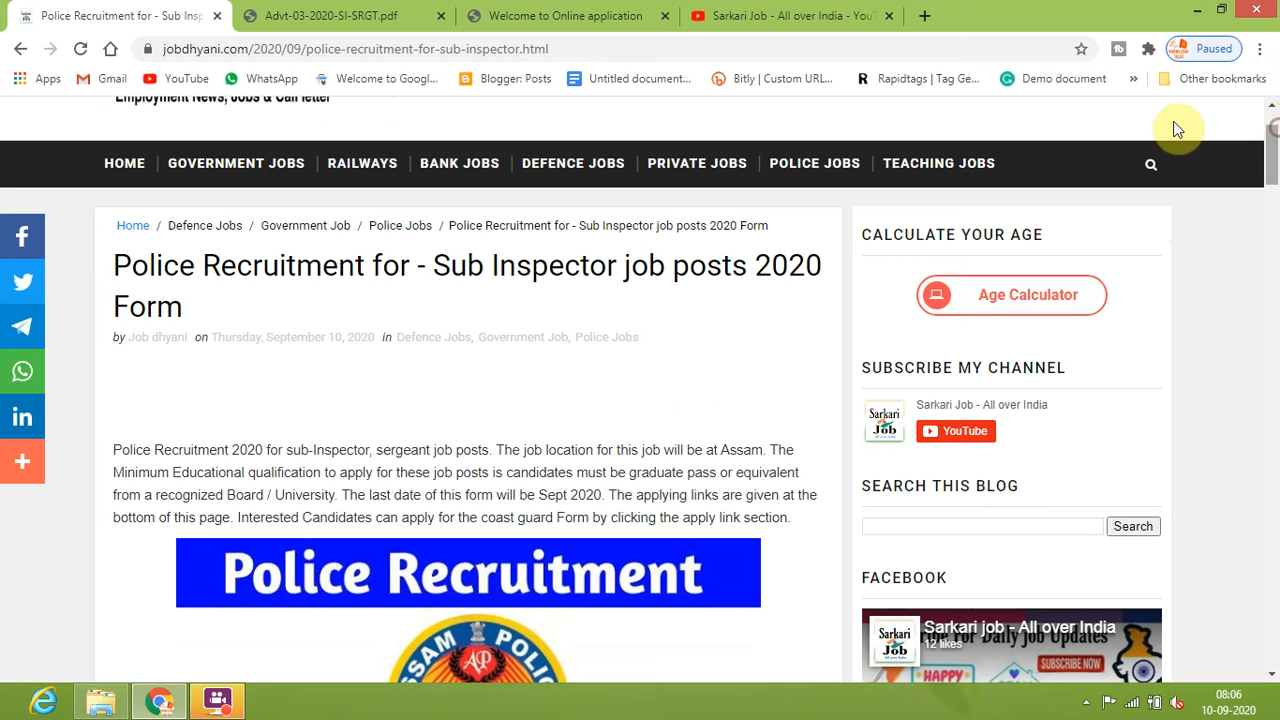 Police Recruitment for - Sub Insp
Advt-03-2020-SI-SRGT.pdf
Welcome to Online application
Sarkari Job - All over India - YouT
jobdhyani.com/2020/09/police-recruitment-for-sub-inspector.html
Paused
Apps
Gmail
YouTube
WhatsApp
Welcome to Googl...
Blogger: Posts
Untitled document...
Bitly | Custom URL...
Rapidtags | Tag Ge...
Demo document
»
Other bookmarks
Employment News, Jobs & Call letter
HOME
GOVERNMENT JOBS
RAILWAYS
BANK JOBS
DEFENCE JOBS
PRIVATE JOBS
POLICE JOBS
TEACHING JOBS
Home / Defence Jobs / Government Job / Police Jobs / Police Recruitment for - Sub Inspector job posts 2020 Form
Police Recruitment for - Sub Inspector job posts 2020
Form
by Job dhyani on Thursday, September 10, 2020 in Defence Jobs, Government Job, Police Jobs
Police Recruitment 2020 for sub-Inspector, sergeant job posts. The job location for this job will be at Assam. The
Minimum Educational qualification to apply for these job posts is candidates must be graduate pass or equivalent
from a recognized Board / University. The last date of this form will be Sept 2020. The applying links are given at the
bottom of this page. Interested Candidates can apply for the coast guard Form by clicking the apply link section.
Police Recruitment
ASSAM POLICE
AP
CALCULATE YOUR AGE
Age Calculator
SUBSCRIBE MY CHANNEL
Sarkari
Job
Sarkari Job - All over India
YouTube
SEARCH THIS BLOG
Search
FACEBOOK
Sarkari
Job
Sarkari job - All over India
12 likes
for Daily job Updates
SUBSCRIBE NOW
HAPPY
08:06
10-09-2020